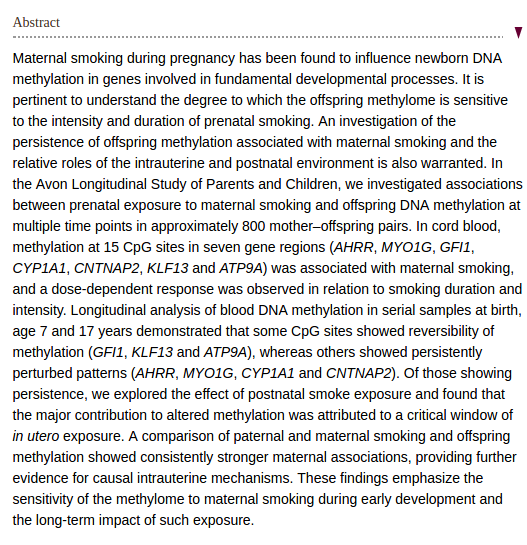 Abstract
Maternal smoking during pregnancy has been found to influence newborn DNA
methylation in genes involved in fundamental developmental processes. It is
pertinent to understand the degree to which the offspring methylome is sensitive
to the intensity and duration of prenatal smoking. An investigation of the
persistence of offspring methylation associated with maternal smoking and the
relative roles of the intrauterine and postnatal environment is also warranted. In
the Avon Longitudinal Study of Parents and Children, we investigated associations
between prenatal exposure to maternal smoking and offspring DNA methylation at
multiple time points in approximately 800 mother–offspring pairs. In cord blood,
methylation at 15 CpG sites in seven gene regions (AHRR, MYO1G, GFI1,
CYP1A1, CNTNAP2, KLF13 and ATP9A) was associated with maternal smoking,
and a dose-dependent response was observed in relation to smoking duration and
intensity. Longitudinal analysis of blood DNA methylation in serial samples at birth,
age 7 and 17 years demonstrated that some CpG sites showed reversibility of
methylation (GFI1, KLF13 and ATP9A), whereas others showed persistently
perturbed patterns (AHRR, MYO1G, CYP1A1 and CNTNAP2). Of those showing
persistence, we explored the effect of postnatal smoke exposure and found that
the major contribution to altered methylation was attributed to a critical window of
in utero exposure. A comparison of paternal and maternal smoking and offspring
methylation showed consistently stronger maternal associations, providing further
evidence for causal intrauterine mechanisms. These findings emphasize the
sensitivity of the methylome to maternal smoking during early development and
the long-term impact of such exposure.